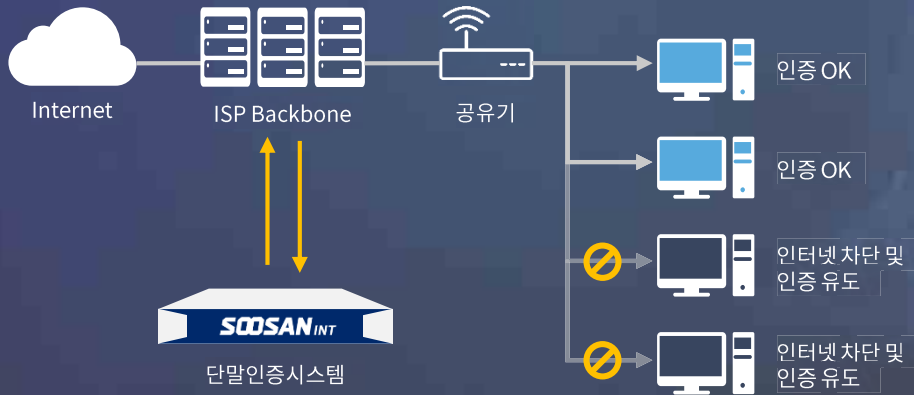 Internet
ISP Backbone
공유기
인증 OK
인증 OK
인터넷 차단 및
인증 유도
인터넷 차단 및
인증 유도
SOOSAN INT
단말인증시스템